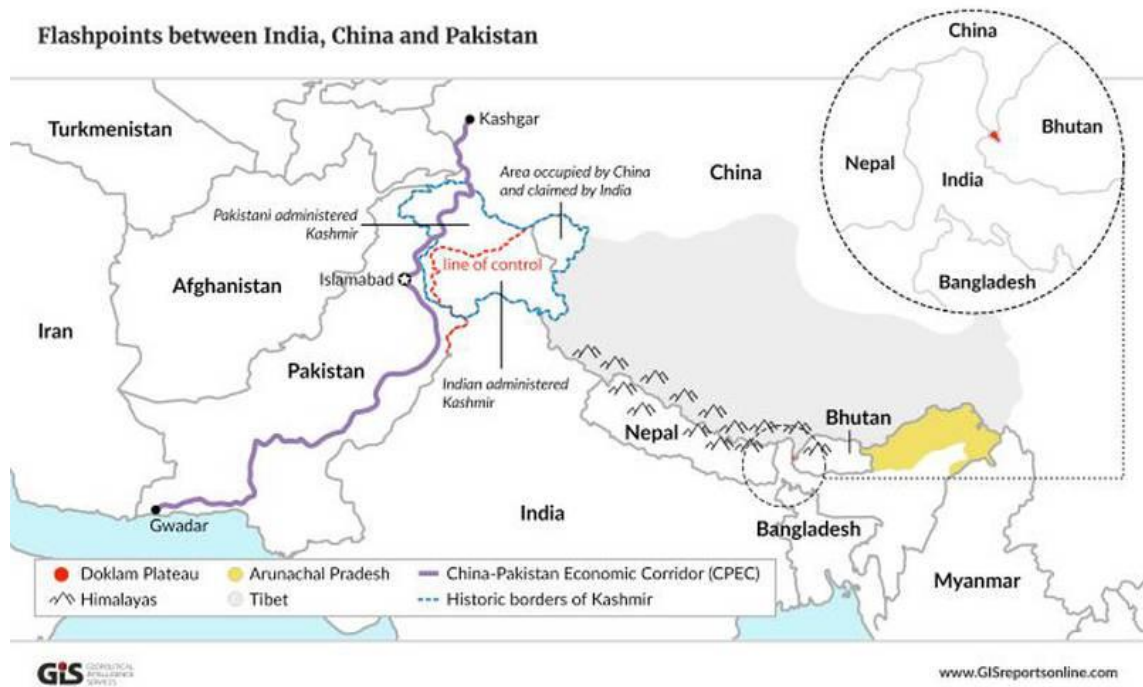 Flashpoints between India, China and Pakistan
China
Bhutan
Nepal
India
Bangladesh
Turkmenistan
Kashgar
Area occupied by China
and claimed by India
China
Pakistani administered
Kashmir
line of control
Islamabad
Afghanistan
Iran
Pakistan
Indian administered
Kashmir
Nepal
Bhutan
Gwadar
India
Bangladesh
Myanmar
Doklam Plateau
Arunachal Pradesh
China-Pakistan Economic Corridor (CPEC)
Himalayas
Tibet
Historic borders of Kashmir
GIS
GEOPOLITICAL
INTELLIGENCE
SERVICES
www.GISreportsonline.com